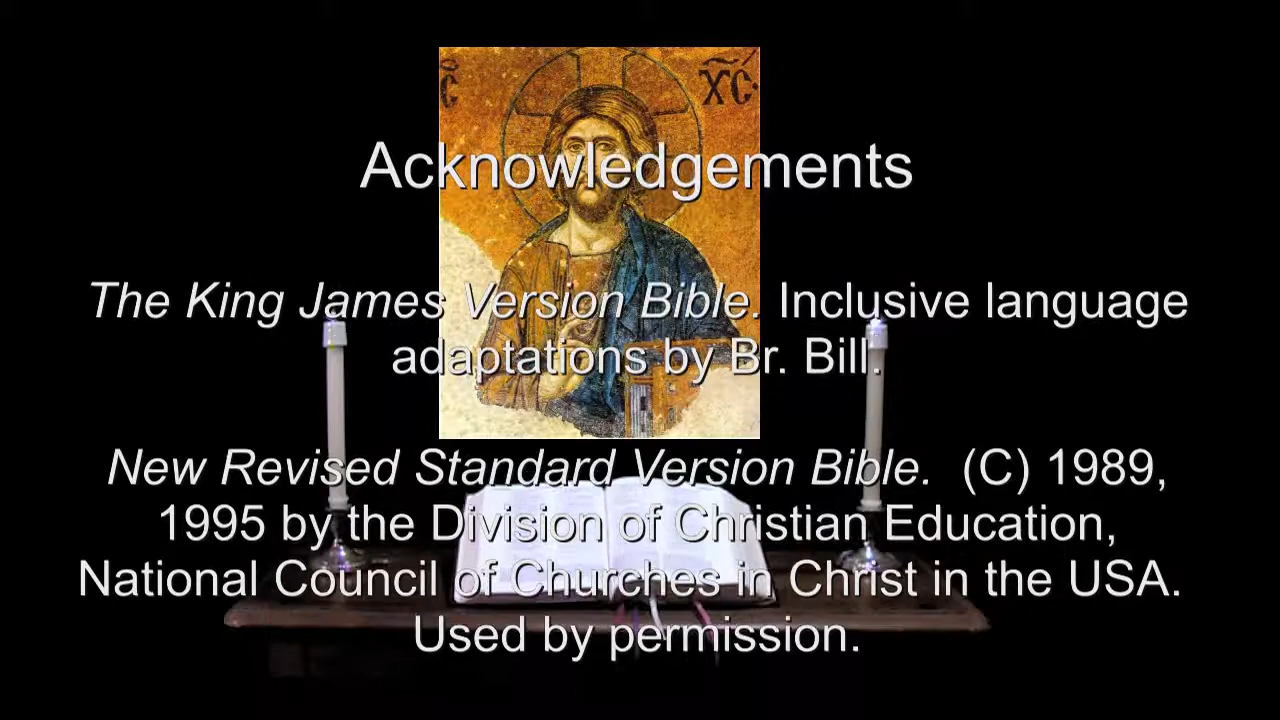 C XC
Acknowledgements
The King James Version Bible. Inclusive language
adaptations by Br. Bill.
New Revised Standard Version Bible.  (C) 1989,
1995 by the Division of Christian Education,
National Council of Churches in Christ in the USA.
Used by permission.